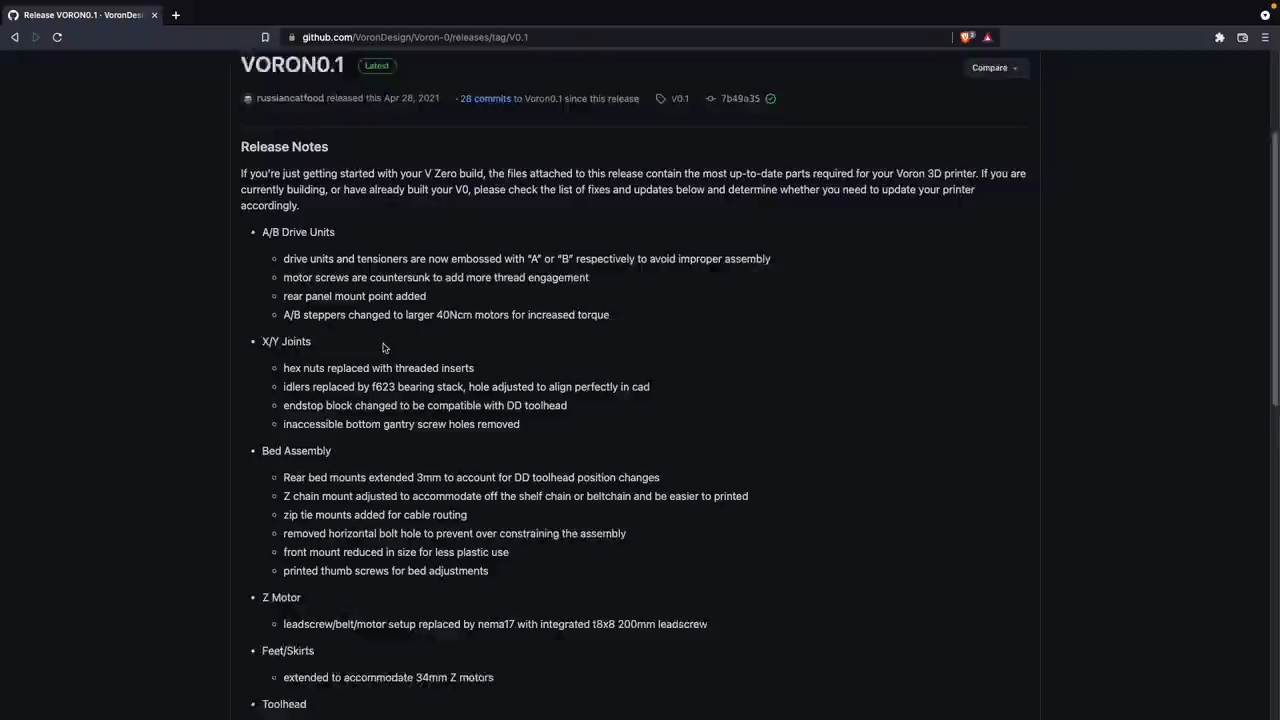 Release VORON0.1 · VoronDesi
github.com/VoronDesign/Voron-0/releases/tag/V0.1
VORON0.1 Latest
Compare
russiancatfood released this Apr 28, 2021 · 28 commits to Voron0.1 since this release V0.1 7b49a35
Release Notes
If you're just getting started with your V Zero build, the files attached to this release contain the most up-to-date parts required for your Voron 3D printer. If you are
currently building, or have already built your V0, please check the list of fixes and updates below and determine whether you need to update your printer
accordingly.
• A/B Drive Units
◦ drive units and tensioners are now embossed with “A” or “B” respectively to avoid improper assembly
◦ motor screws are countersunk to add more thread engagement
◦ rear panel mount point added
◦ A/B steppers changed to larger 40Ncm motors for increased torque
• X/Y Joints
◦ hex nuts replaced with threaded inserts
◦ idlers replaced by f623 bearing stack, hole adjusted to align perfectly in cad
◦ endstop block changed to be compatible with DD toolhead
◦ inaccessible bottom gantry screw holes removed
• Bed Assembly
◦ Rear bed mounts extended 3mm to account for DD toolhead position changes
◦ Z chain mount adjusted to accommodate off the shelf chain or beltchain and be easier to printed
◦ zip tie mounts added for cable routing
◦ removed horizontal bolt hole to prevent over constraining the assembly
◦ front mount reduced in size for less plastic use
◦ printed thumb screws for bed adjustments
• Z Motor
◦ leadscrew/belt/motor setup replaced by nema17 with integrated t8x8 200mm leadscrew
• Feet/Skirts
◦ extended to accommodate 34mm Z motors
• Toolhead